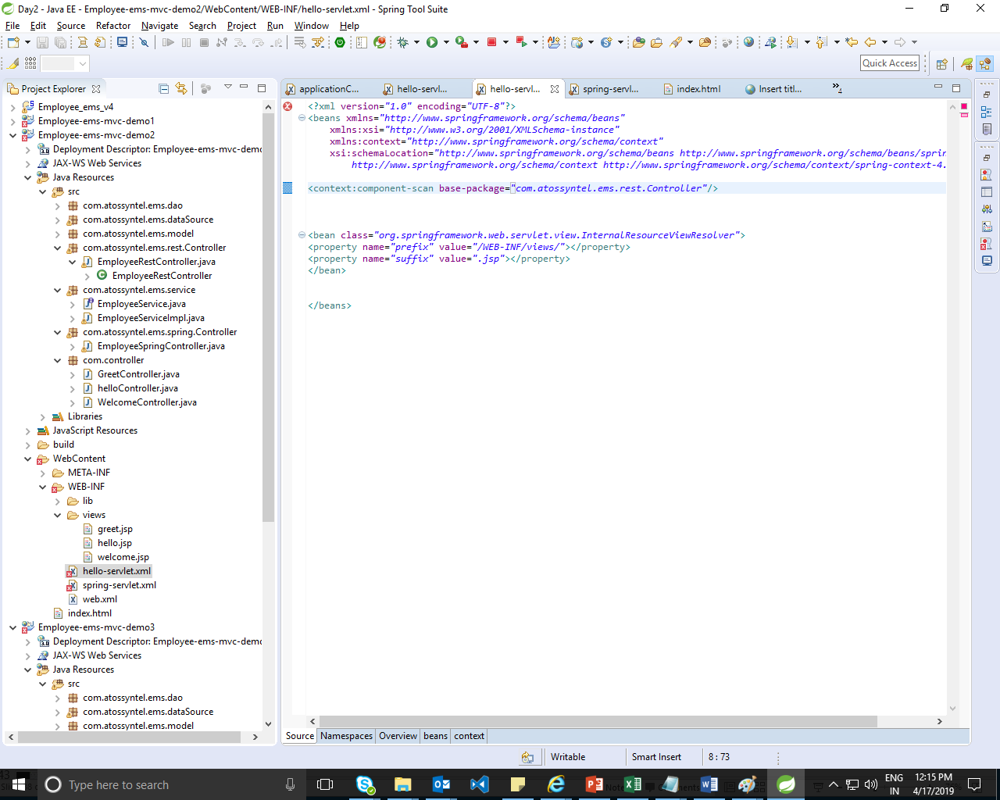 Day2 - Java EE - Employee-ems-mvc-demo2/WebContent/WEB-INF/hello-servlet.xml - Spring Tool Suite
File Edit Source Refactor Navigate Search Project Run Window Help
Quick Access
Project Explorer
Employee_ems_v4
Employee-ems-mvc-demo1
Employee-ems-mvc-demo2
Deployment Descriptor: Employee-ems-mvc-demo
JAX-WS Web Services
Java Resources
src
com.atossyntel.ems.dao
com.atossyntel.ems.dataSource
com.atossyntel.ems.model
com.atossyntel.ems.rest.Controller
EmployeeRestController.java
EmployeeRestController
com.atossyntel.ems.service
EmployeeService.java
EmployeeServiceImpl.java
com.atossyntel.ems.spring.Controller
EmployeeSpringController.java
com.controller
GreetController.java
helloController.java
WelcomeController.java
Libraries
JavaScript Resources
build
WebContent
META-INF
WEB-INF
lib
views
greet.jsp
hello.jsp
welcome.jsp
hello-servlet.xml
spring-servlet.xml
web.xml
index.html
Employee-ems-mvc-demo3
Deployment Descriptor: Employee-ems-mvc-demo
JAX-WS Web Services
Java Resources
src
com.atossyntel.ems.dao
com.atossyntel.ems.dataSource
com.atossyntel.ems.model
applicationC... hello-servl... hello-servl... spring-servl... index.html Insert titl... »4
<?xml version="1.0" encoding="UTF-8"?>
<beans xmlns="http://www.springframework.org/schema/beans"
xmlns:xsi="http://www.w3.org/2001/XMLSchema-instance"
xmlns:context="http://www.springframework.org/schema/context"
xsi:schemaLocation="http://www.springframework.org/schema/beans http://www.springframework.org/schema/beans/sprin
http://www.springframework.org/schema/context http://www.springframework.org/schema/context/spring-context-4.
<context:component-scan base-package="com.atossyntel.ems.rest.Controller"/>
<bean class="org.springframework.web.servlet.view.InternalResourceViewResolver">
<property name="prefix" value="/WEB-INF/views/"></property>
<property name="suffix" value=".jsp"></property>
</bean>
</beans>
Source Namespaces Overview beans context
Writable Smart Insert 8 : 73
Type here to search
ENG 12:15 PM
IN 4/17/2019